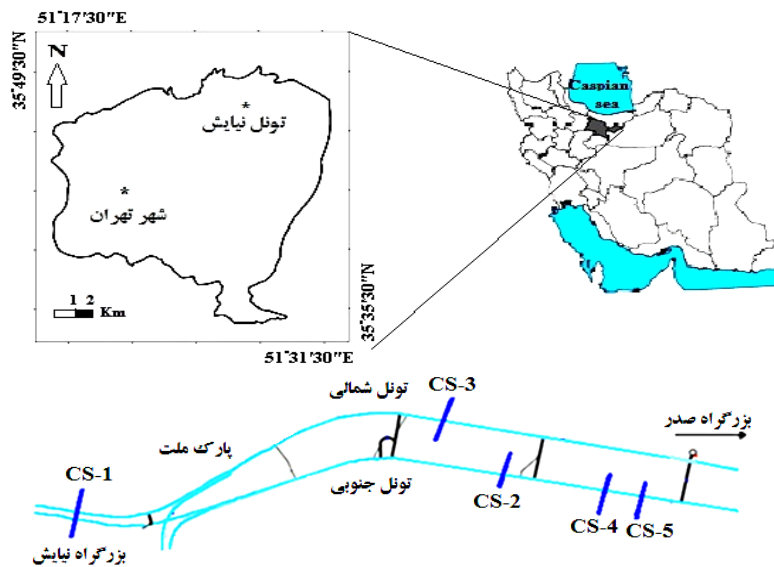 51°17'30"E
35°49'30"N
N
*
تونل نیایش
*
شهر تهران
1 2
Km
35°35'30"N
51°31'30"E
Caspian
sea
CS-3
تونل شمالی
بزرگراه صدر
پارک ملت
CS-1
تونل جنوبی
CS-2
CS-4
CS-5
بزرگراه نیایش